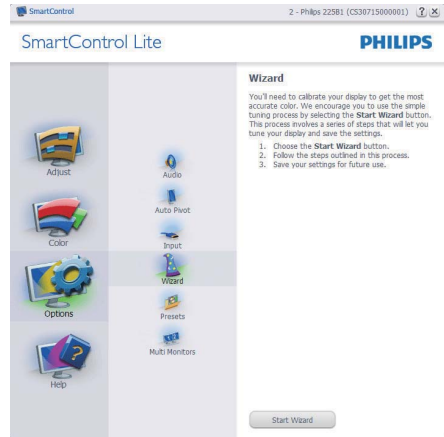 SmartControl
2 - Philips 225B1 (CS30715000001)
SmartControl Lite
PHILIPS
Adjust
Color
Options
Help
Audio
Auto Pivot
Input
Wizard
Presets
Multi Monitors
Wizard
You'll need to calibrate your display to get the most
accurate color. We encourage you to use the simple
tuning process by selecting the Start Wizard button.
This process involves a series of steps that will let you
tune your display and save the settings.
1. Choose the Start Wizard button.
2. Follow the steps outlined in this process.
3. Save your settings for future use.
Start Wizard